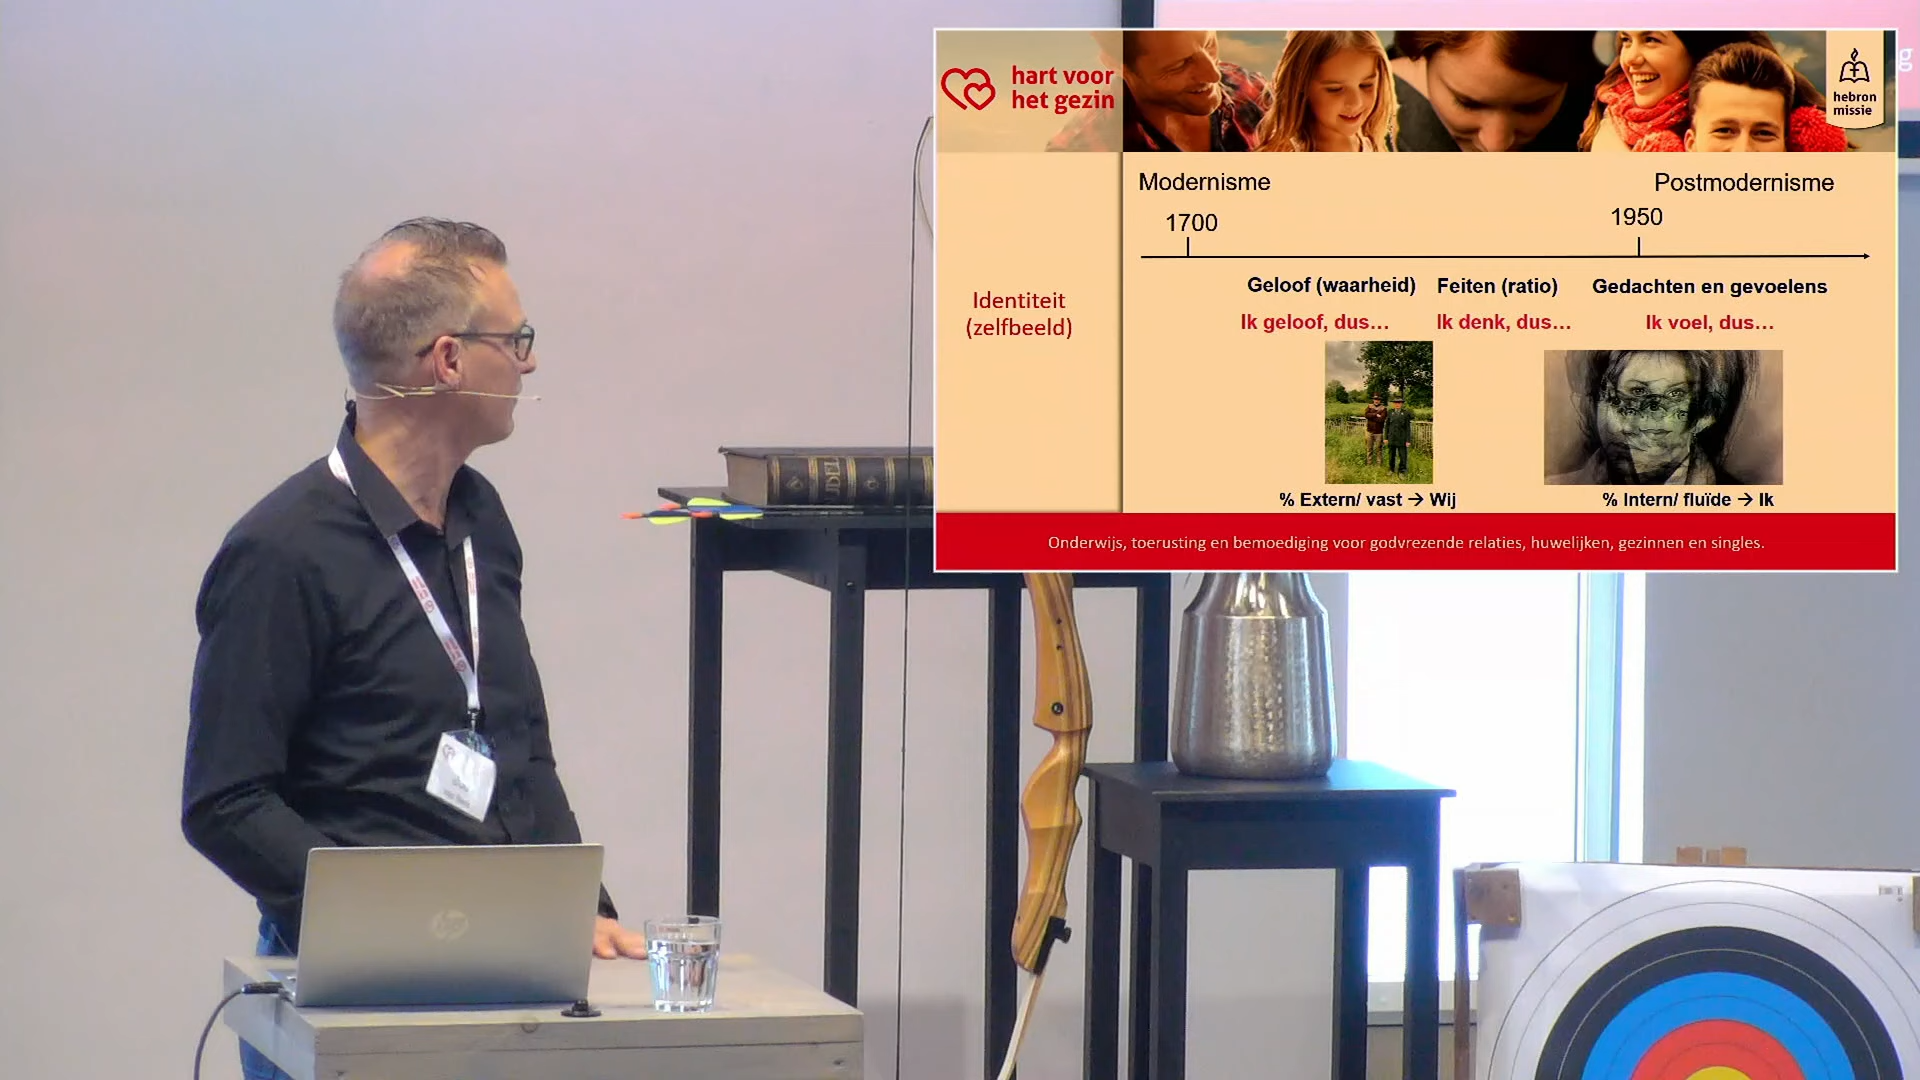 hart voor
het gezin
hebron
missie
g
Modernisme
Postmodernisme
1700
1950
Geloof (waarheid)
Feiten (ratio)
Gedachten en gevoelens
Identiteit
(zelfbeeld)
Ik geloof, dus…
Ik denk, dus…
Ik voel, dus…
% Extern/ vast → Wij
% Intern/ fluïde → Ik
Onderwijs, toerusting en bemoediging voor godvrezende relaties, huwelijken, gezinnen en singles.
hp